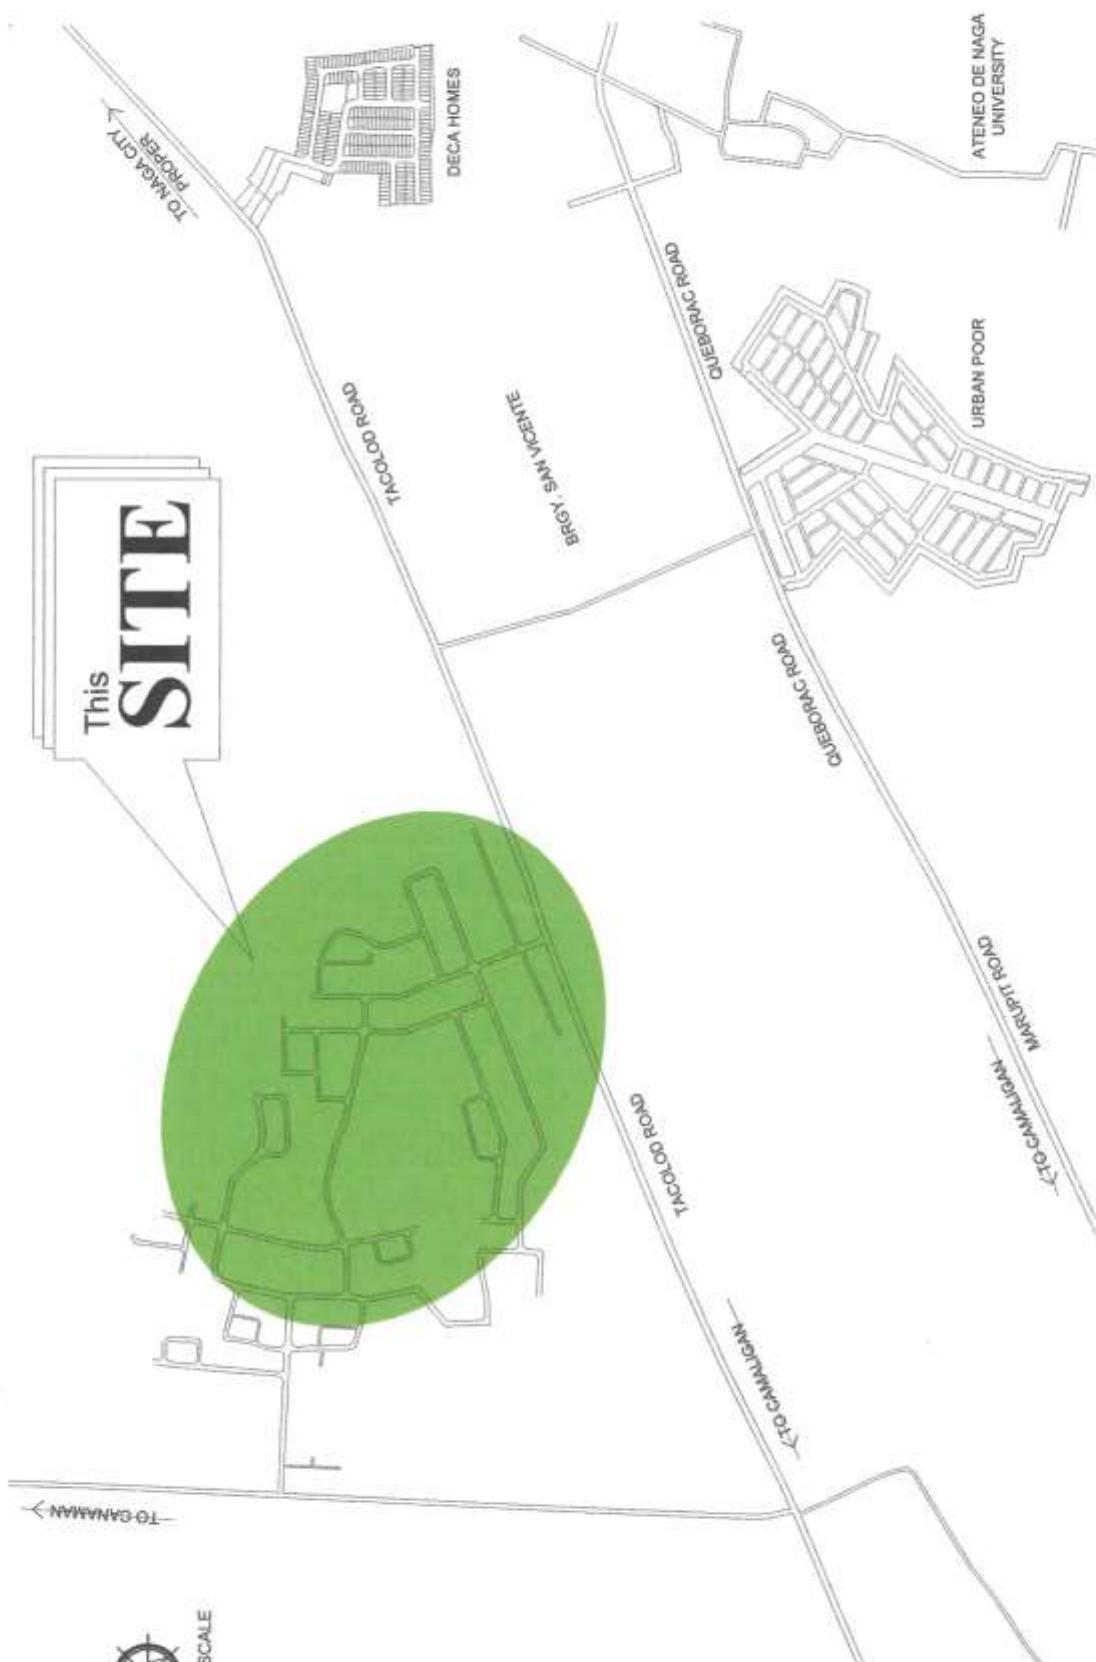 This
SITE
TO NAGA CITY
PROPER
DECA HOMES
ATENEO DE NAGA
UNIVERSITY
QUEBORAC ROAD
URBAN POOR
TACOLOD ROAD
BRGY. SAN VICENTE
QUEBORAC ROAD
MARUPIT ROAD
TO CAMALIGAN
TACOLOD ROAD
TO CAMALIGAN
TO CANAMAN
SCALE